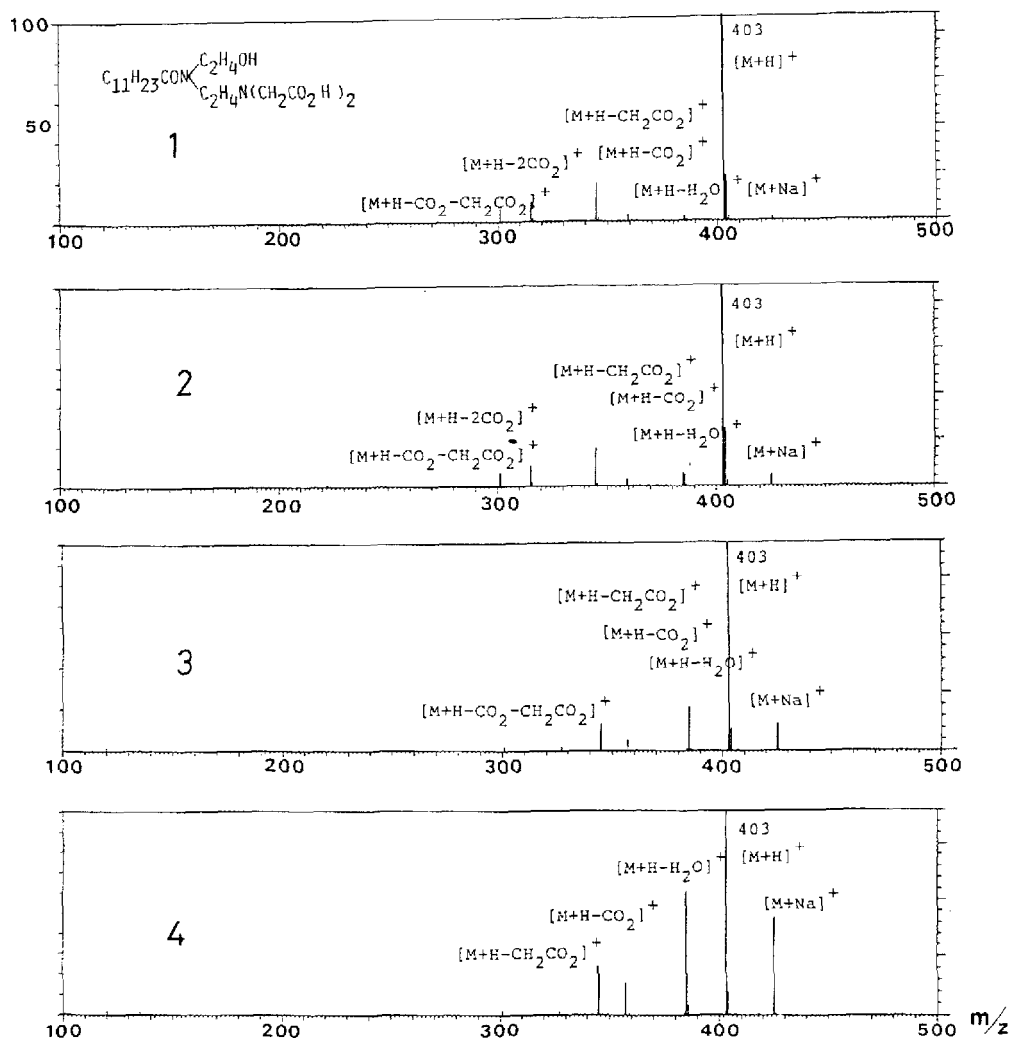 100
50
C₂H₄OH
C₁₁H₂₃CON
C₂H₄N(CH₂CO₂H)₂
1
403
[M+H]⁺
[M+H-CH₂CO₂]⁺
[M+H-2CO₂]⁺ [M+H-CO₂]⁺
[M+H-CO₂-CH₂CO₂]⁺ [M+H-H₂O]⁺ [M+Na]⁺
100 200 300 400 500
2
403
[M+H]⁺
[M+H-CH₂CO₂]⁺
[M+H-CO₂]⁺
[M+H-2CO₂]⁺
[M+H-H₂O]⁺
[M+H-CO₂-CH₂CO₂]⁺ [M+Na]⁺
100 200 300 400 500
3
403
[M+H-CH₂CO₂]⁺ [M+H]⁺
[M+H-CO₂]⁺
[M+H-H₂O]⁺
[M+H-CO₂-CH₂CO₂]⁺ [M+Na]⁺
100 200 300 400 500
4
403
[M+H-H₂O]⁺ [M+H]⁺
[M+H-CO₂]⁺ [M+Na]⁺
[M+H-CH₂CO₂]⁺
100 200 300 400 500 m/z